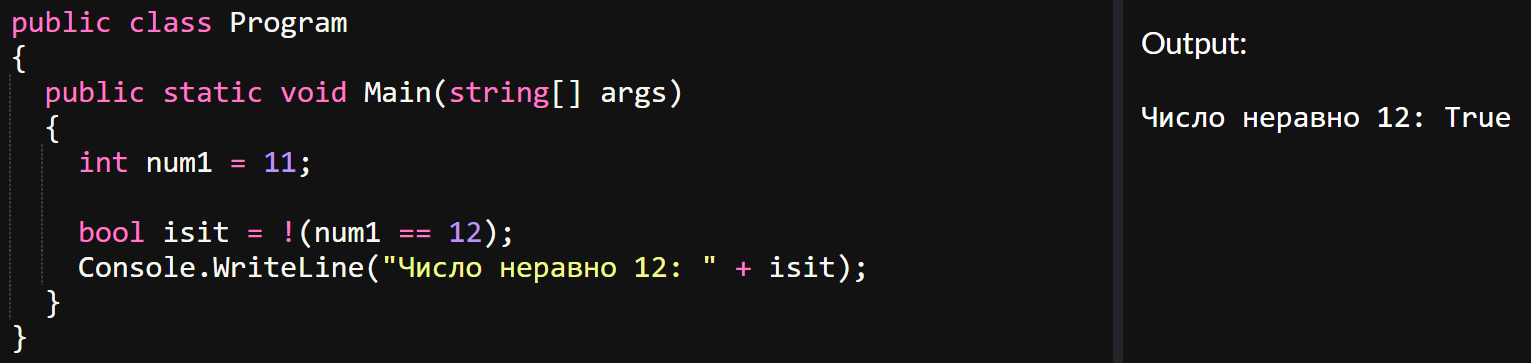 public class Program
{
public static void Main(string[] args)
{
int num1 = 11;
bool isit = !(num1 == 12);
Console.WriteLine("Число неравно 12: " + isit);
}
}
Output:
Число неравно 12: True